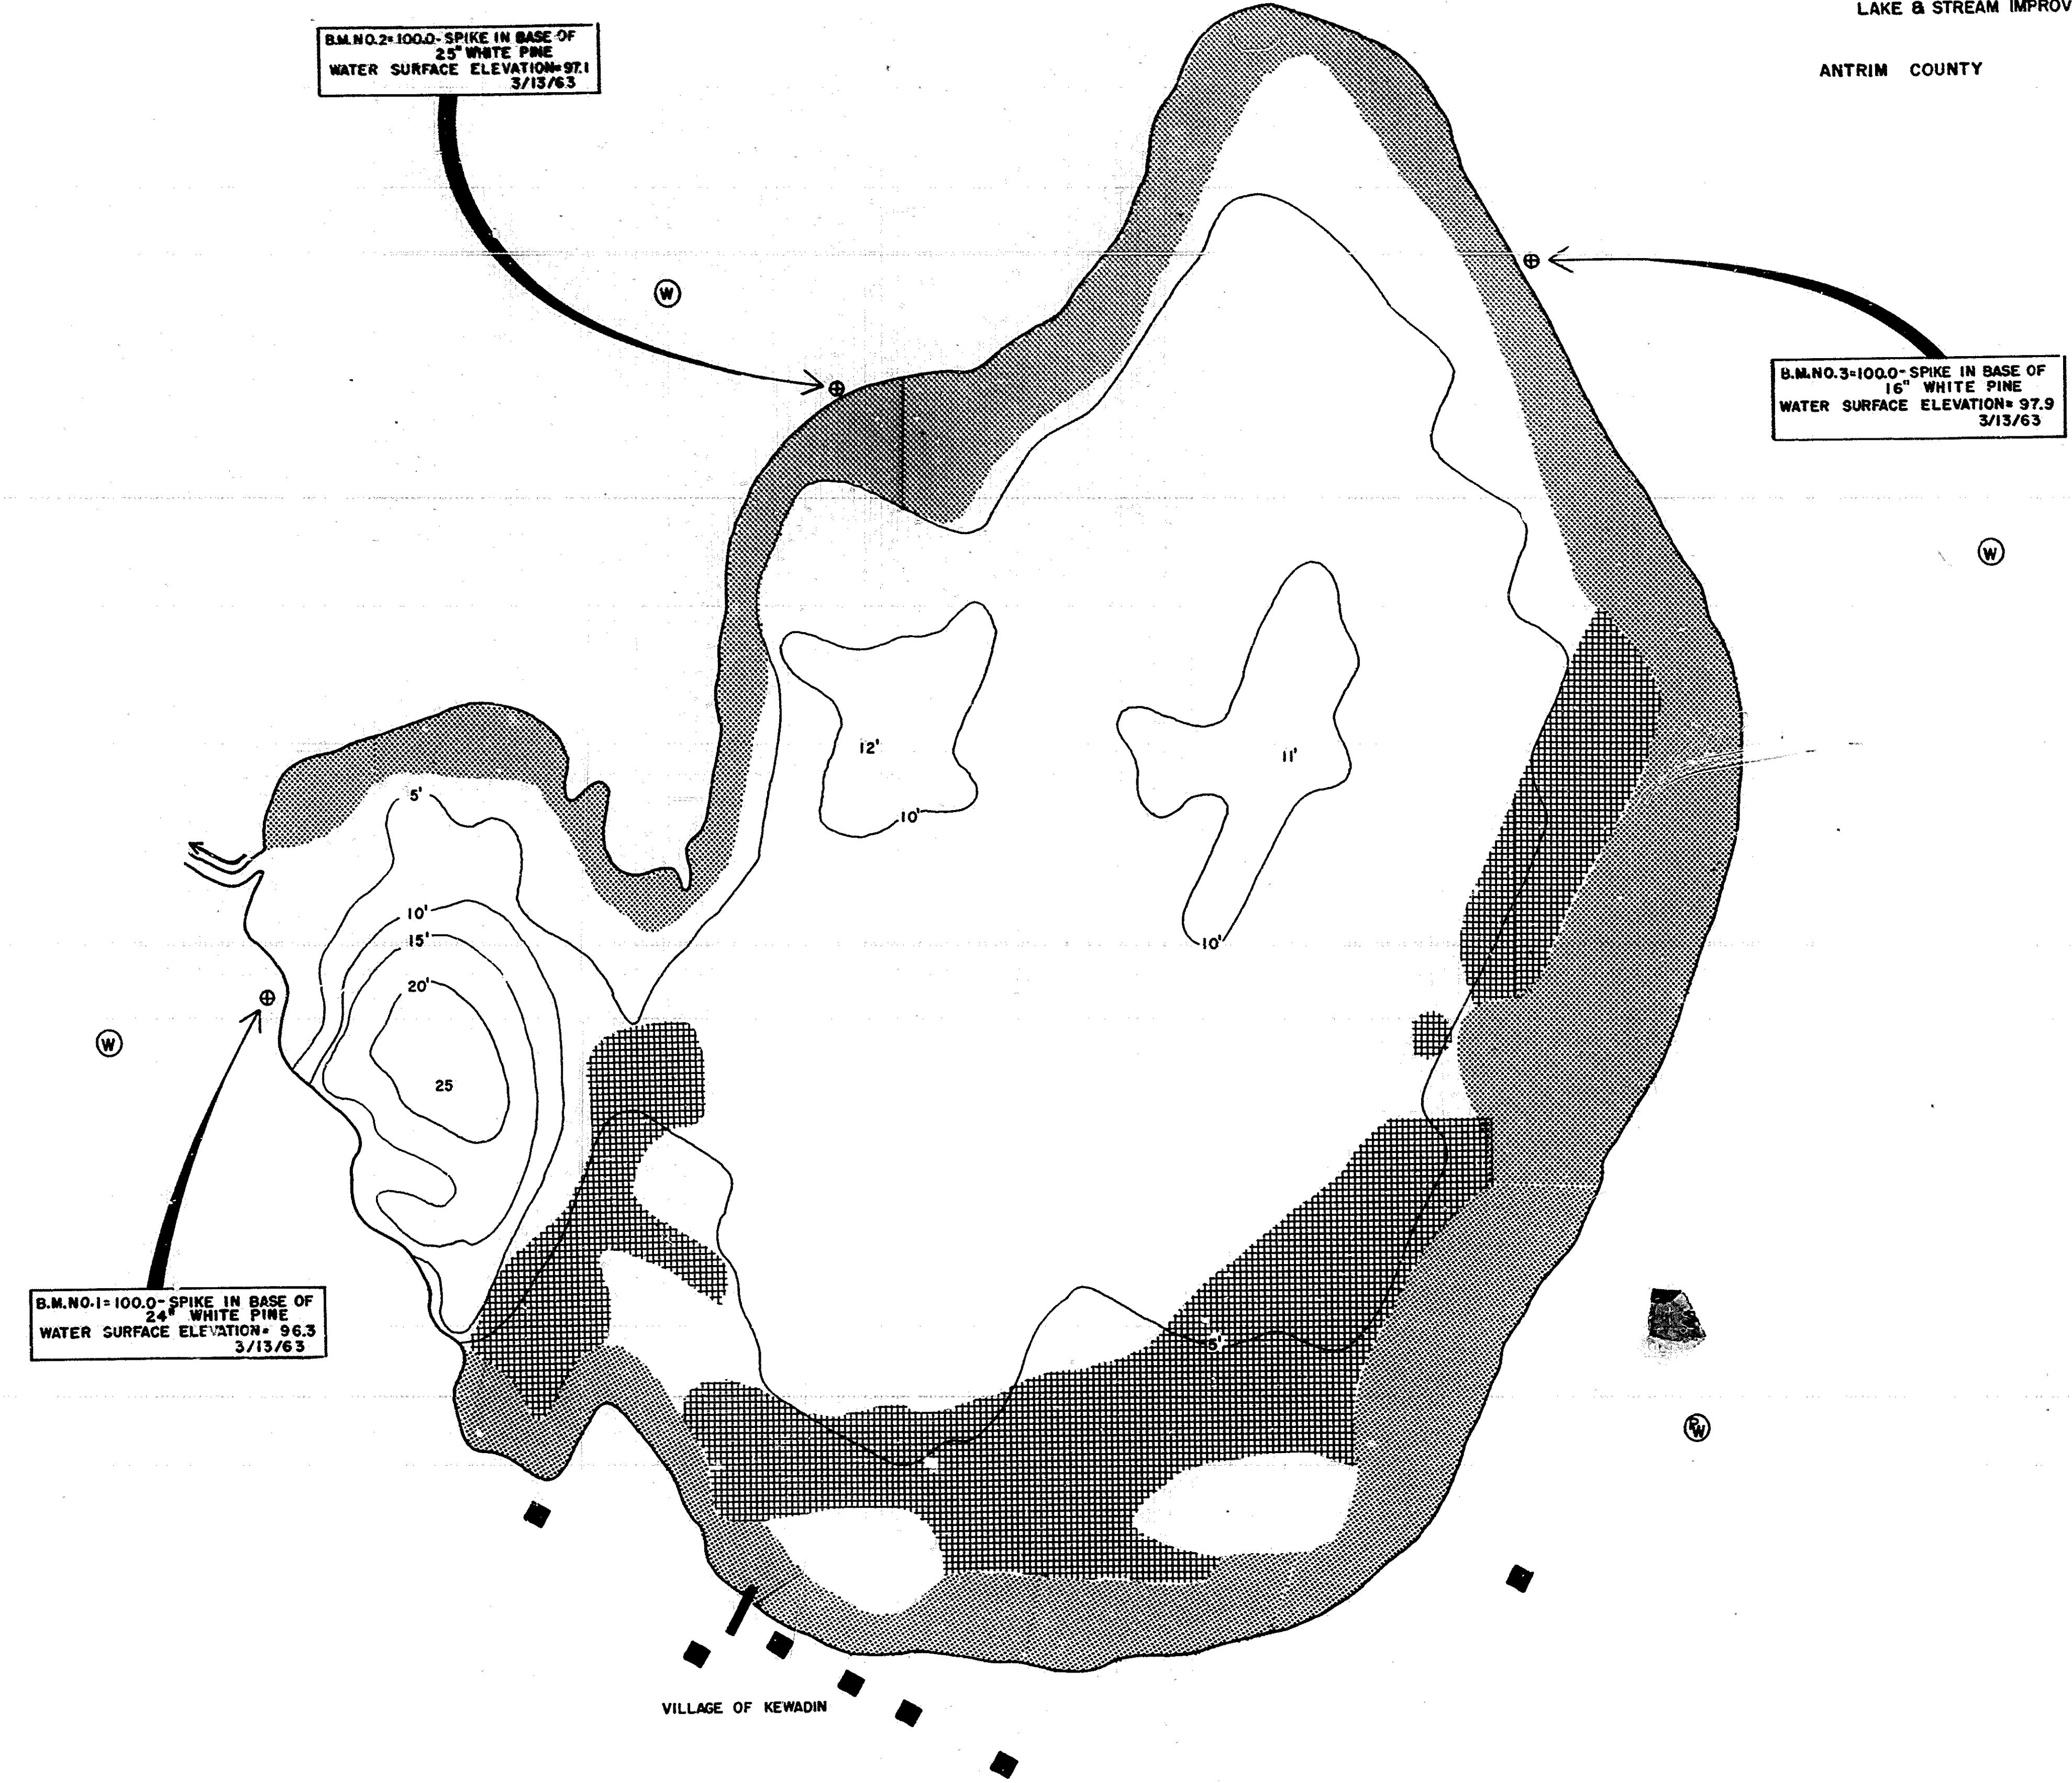 LAKE & STREAM IMPROV
ANTRIM COUNTY
B.M.NO.2=100.0-SPIKE IN BASE OF
25" WHITE PINE
WATER SURFACE ELEVATION=97.1
3/13/63
W
B.M.NO.3=100.0-SPIKE IN BASE OF
16" WHITE PINE
WATER SURFACE ELEVATION= 97.9
3/13/63
W
12'
11'
10'
10'
5'
10'
15'
20'
25
W
B.M.NO.1=100.0-SPIKE IN BASE OF
24" WHITE PINE
WATER SURFACE ELEVATION= 96.3
3/13/63
5'
PW
VILLAGE OF KEWADIN